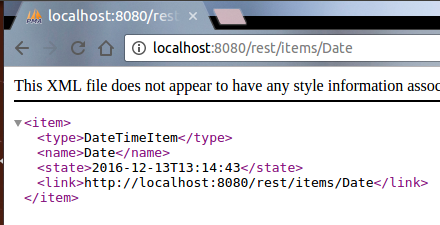 localhost:8080/rest
localhost:8080/rest/items/Date
This XML file does not appear to have any style information assoc
<item>
<type>DateTimeItem</type>
<name>Date</name>
<state>2016-12-13T13:14:43</state>
<link>http://localhost:8080/rest/items/Date</link>
</item>